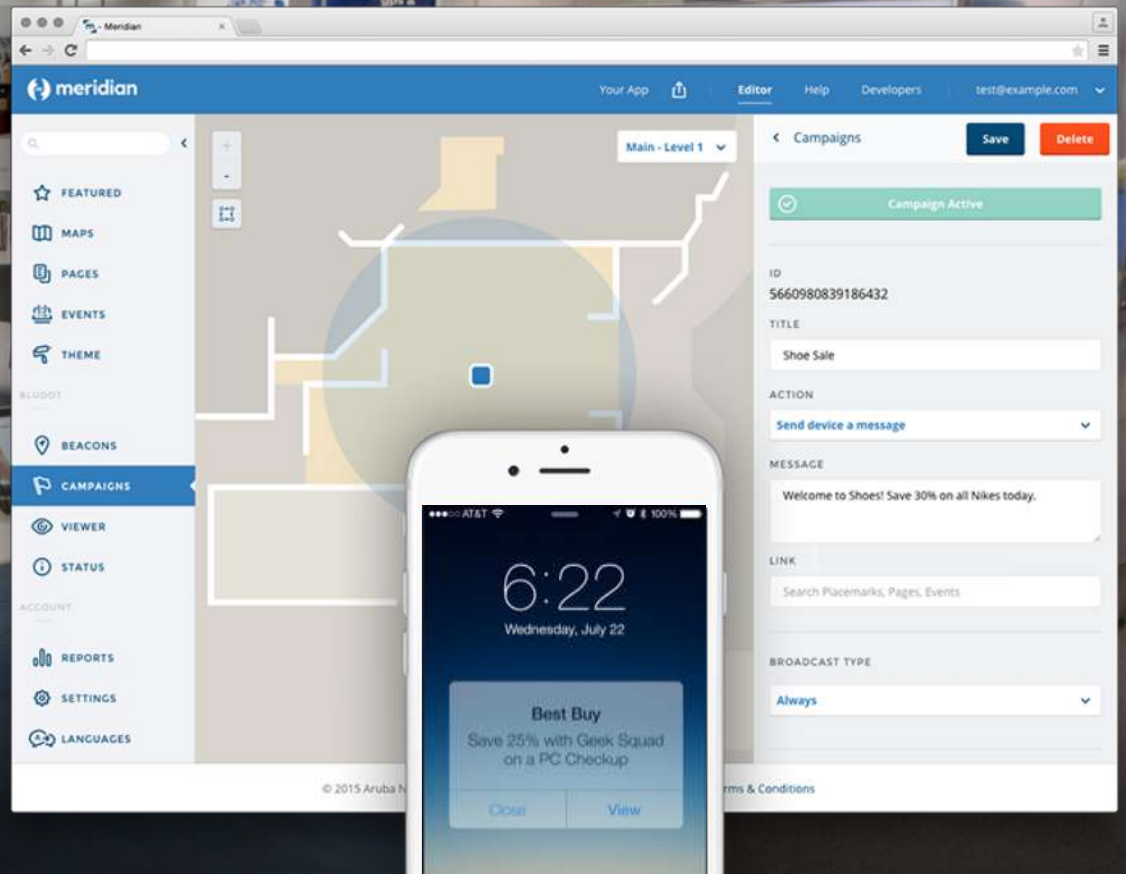 m - Meridian
meridian
Your App
Editor
Help
Developers
test@example.com
FEATURED
MAPS
PAGES
EVENTS
THEME
BLUDOT
BEACONS
CAMPAIGNS
VIEWER
STATUS
ACCOUNT
REPORTS
SETTINGS
LANGUAGES
Main - Level 1
Campaigns
Save
Delete
Campaign Active
ID
5660980839186432
TITLE
Shoe Sale
ACTION
Send device a message
MESSAGE
Welcome to Shoes! Save 30% on all Nikes today.
LINK
Search Placemarks, Pages, Events
BROADCAST TYPE
Always
© 2015 Aruba N
rms & Conditions
AT&T
100%
6:22
Wednesday, July 22
Best Buy
Save 25% with Geek Squad
on a PC Checkup
Close
View